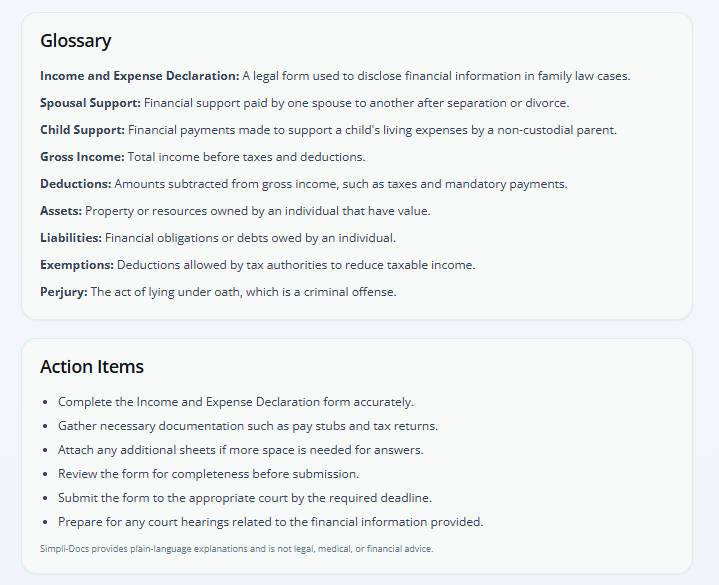 Glossary
Income and Expense Declaration: A legal form used to disclose financial information in family law cases.
Spousal Support: Financial support paid by one spouse to another after separation or divorce.
Child Support: Financial payments made to support a child's living expenses by a non-custodial parent.
Gross Income: Total income before taxes and deductions.
Deductions: Amounts subtracted from gross income, such as taxes and mandatory payments.
Assets: Property or resources owned by an individual that have value.
Liabilities: Financial obligations or debts owed by an individual.
Exemptions: Deductions allowed by tax authorities to reduce taxable income.
Perjury: The act of lying under oath, which is a criminal offense.
Action Items
• Complete the Income and Expense Declaration form accurately.
• Gather necessary documentation such as pay stubs and tax returns.
• Attach any additional sheets if more space is needed for answers.
• Review the form for completeness before submission.
• Submit the form to the appropriate court by the required deadline.
• Prepare for any court hearings related to the financial information provided.
Simpli-Docs provides plain-language explanations and is not legal, medical, or financial advice.